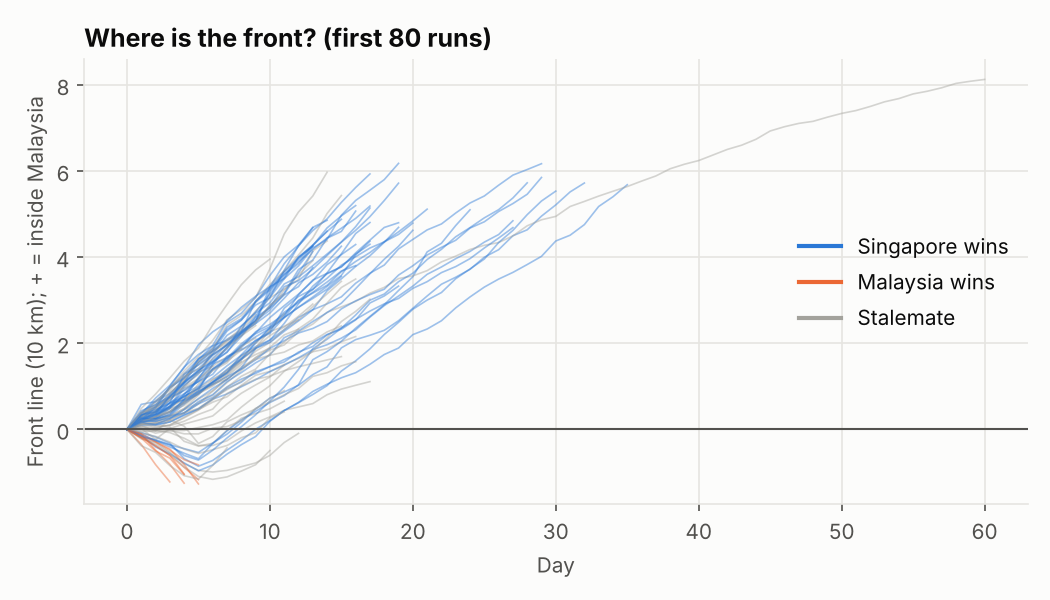 Where is the front? (first 80 runs)
Front line (10 km); + = inside Malaysia
8
6
4
2
0
Singapore wins
Malaysia wins
Stalemate
0 10 20 30 40 50 60
Day